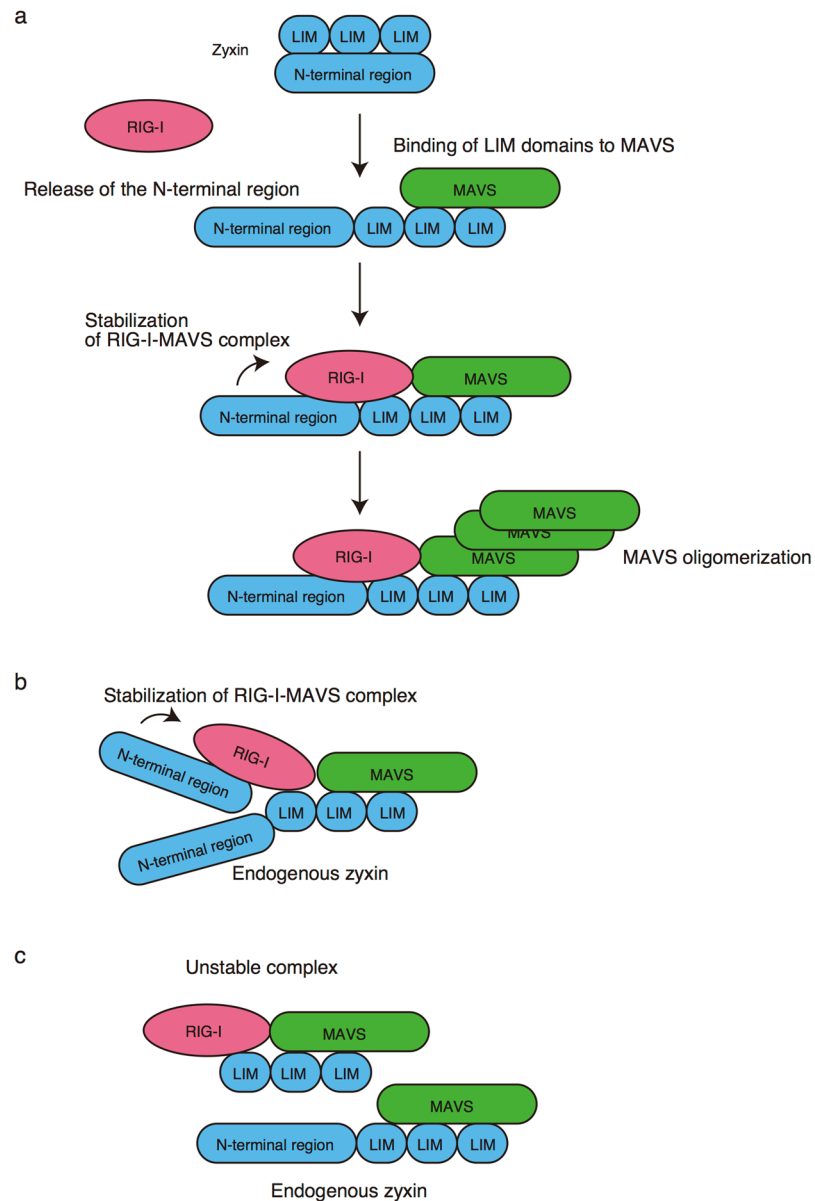 a
LIM LIM LIM
Zyxin
N-terminal region
RIG-I
Binding of LIM domains to MAVS
Release of the N-terminal region
MAVS
N-terminal region LIM LIM LIM
Stabilization
of RIG-I-MAVS complex
RIG-I MAVS
N-terminal region LIM LIM LIM
MAVS
MAVS
RIG-I MAVS MAVS oligomerization
N-terminal region LIM LIM LIM
b
Stabilization of RIG-I-MAVS complex
N-terminal region RIG-I MAVS
LIM LIM LIM
N-terminal region
Endogenous zyxin
c
Unstable complex
RIG-I MAVS
LIM LIM LIM
MAVS
N-terminal region LIM LIM LIM
Endogenous zyxin